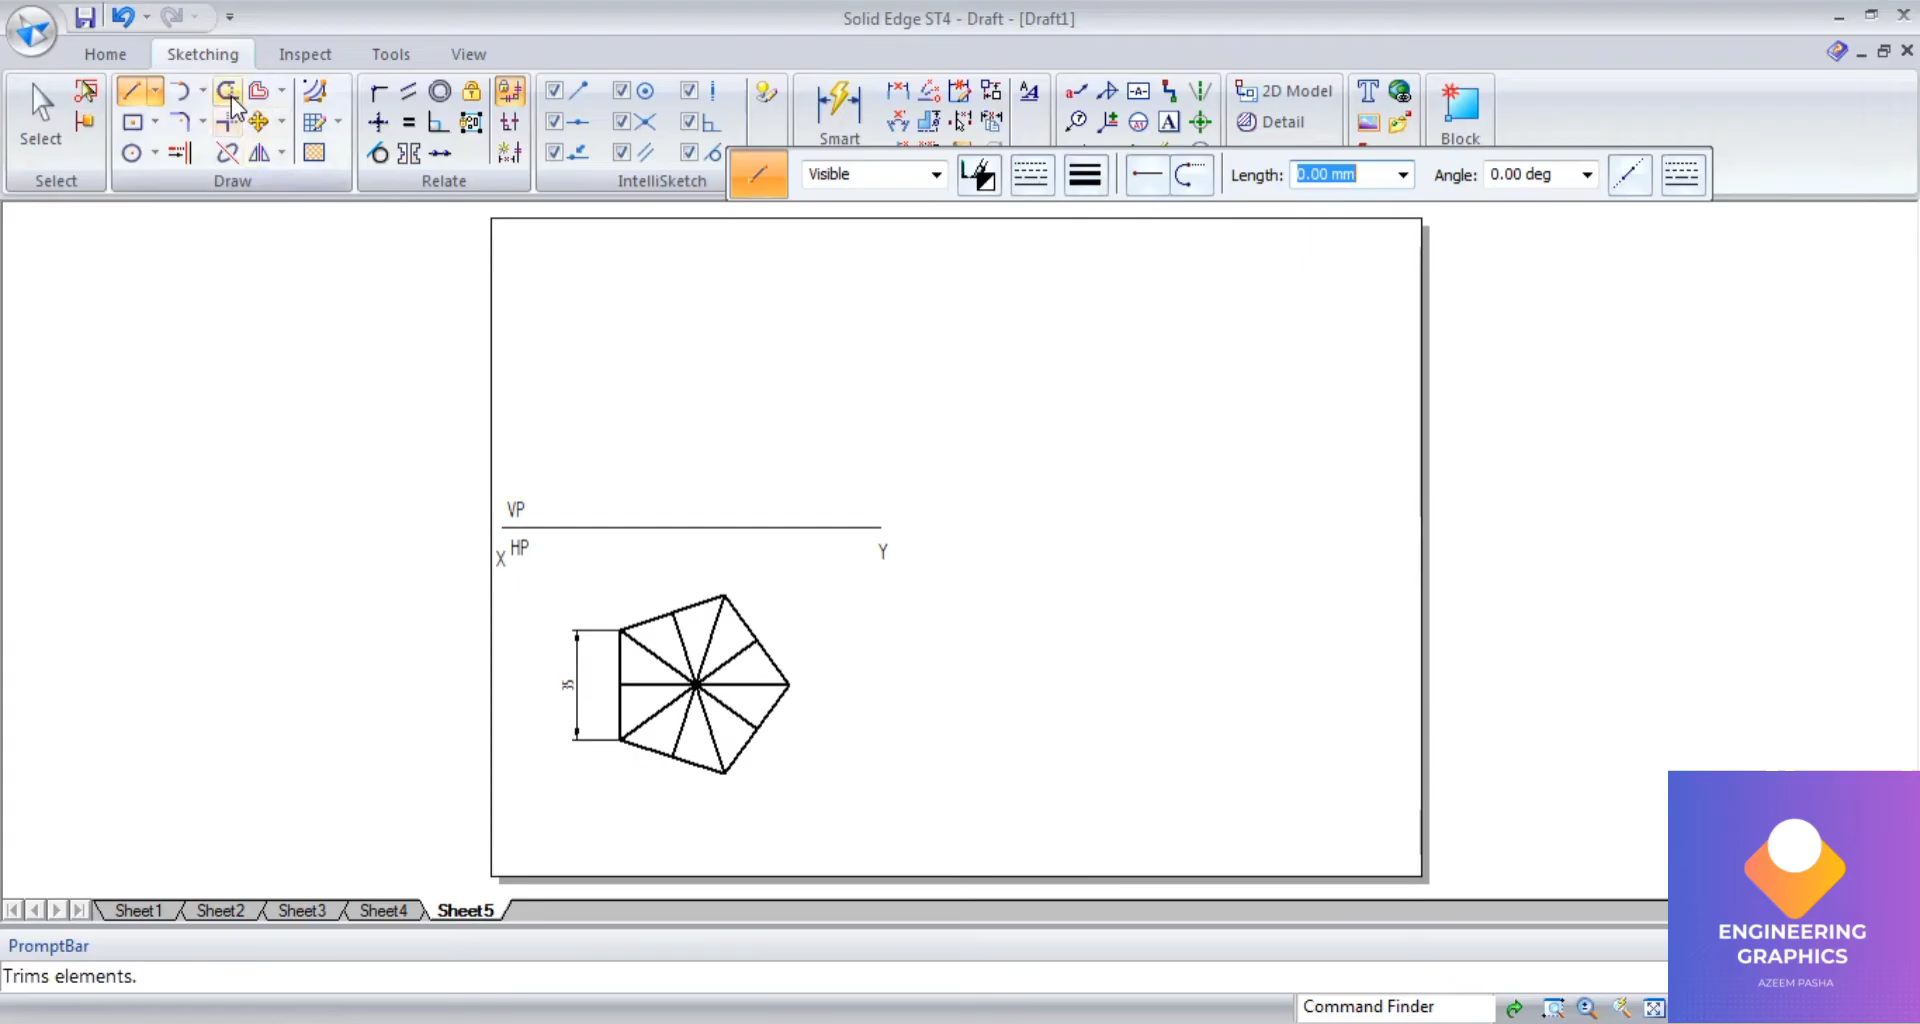 Solid Edge ST4 - Draft - [Draft1]
Home
Sketching
Inspect
Tools
View
Select
Smart
2D Model
Detail
Block
Select
Draw
Relate
IntelliSketch
Visible
Length:
0.00 mm
Angle:
0.00 deg
VP
HP
X
Y
35
Sheet1
Sheet2
Sheet3
Sheet4
Sheet5
PromptBar
Trims elements.
Command Finder
ENGINEERING
GRAPHICS
AZEEM PASHA